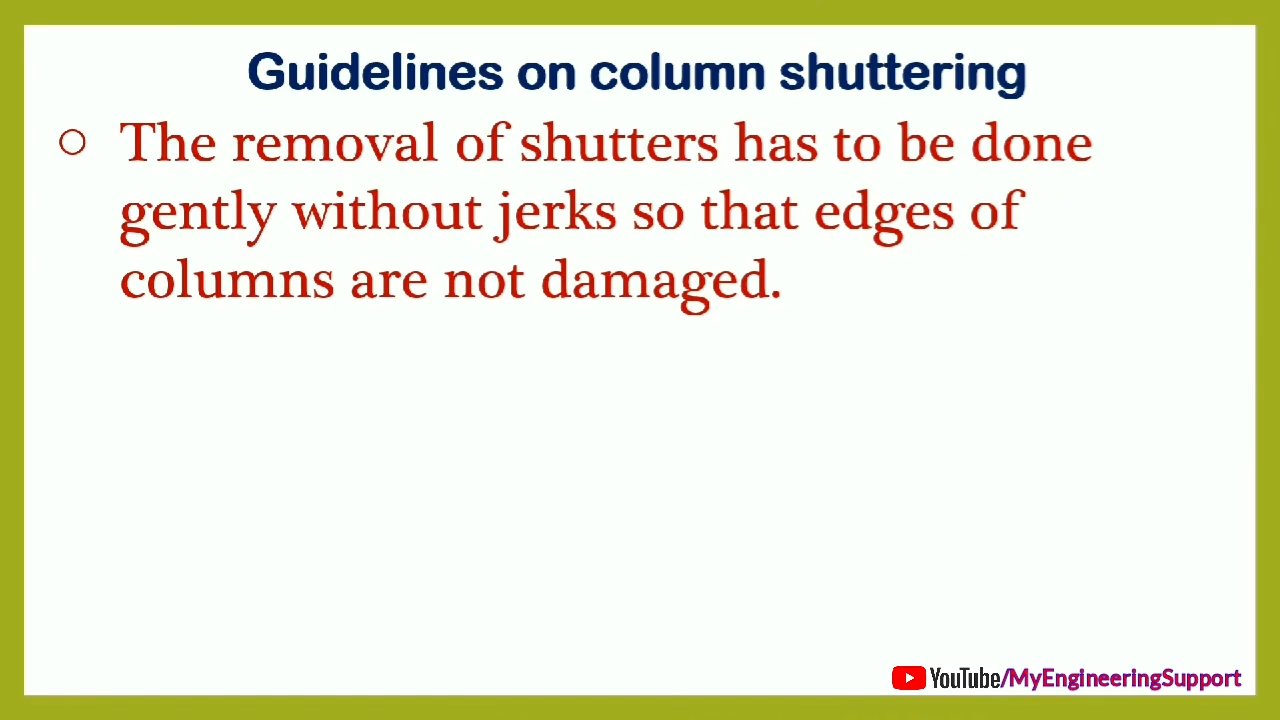 Guidelines on column shuttering
○ The removal of shutters has to be done
gently without jerks so that edges of
columns are not damaged.
YouTube/MyEngineeringSupport